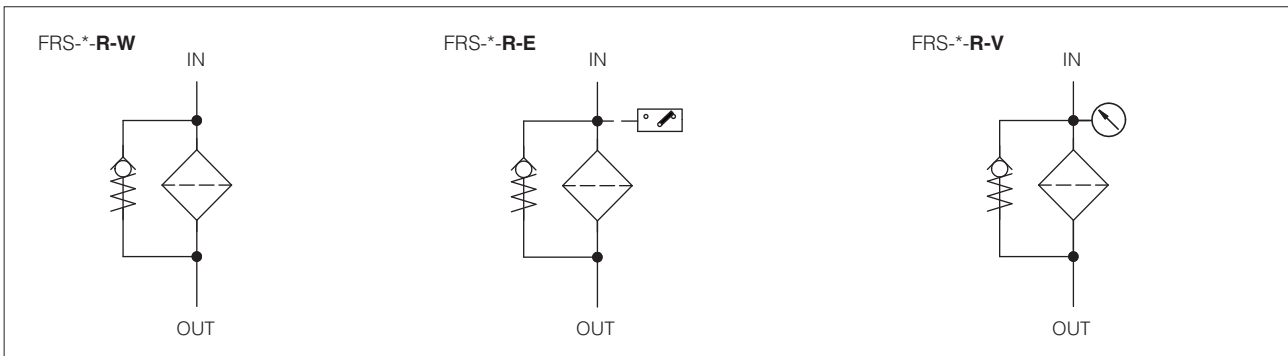 FRS-*-R-W
IN
OUT
FRS-*-R-E
IN
OUT
FRS-*-R-V
IN
OUT